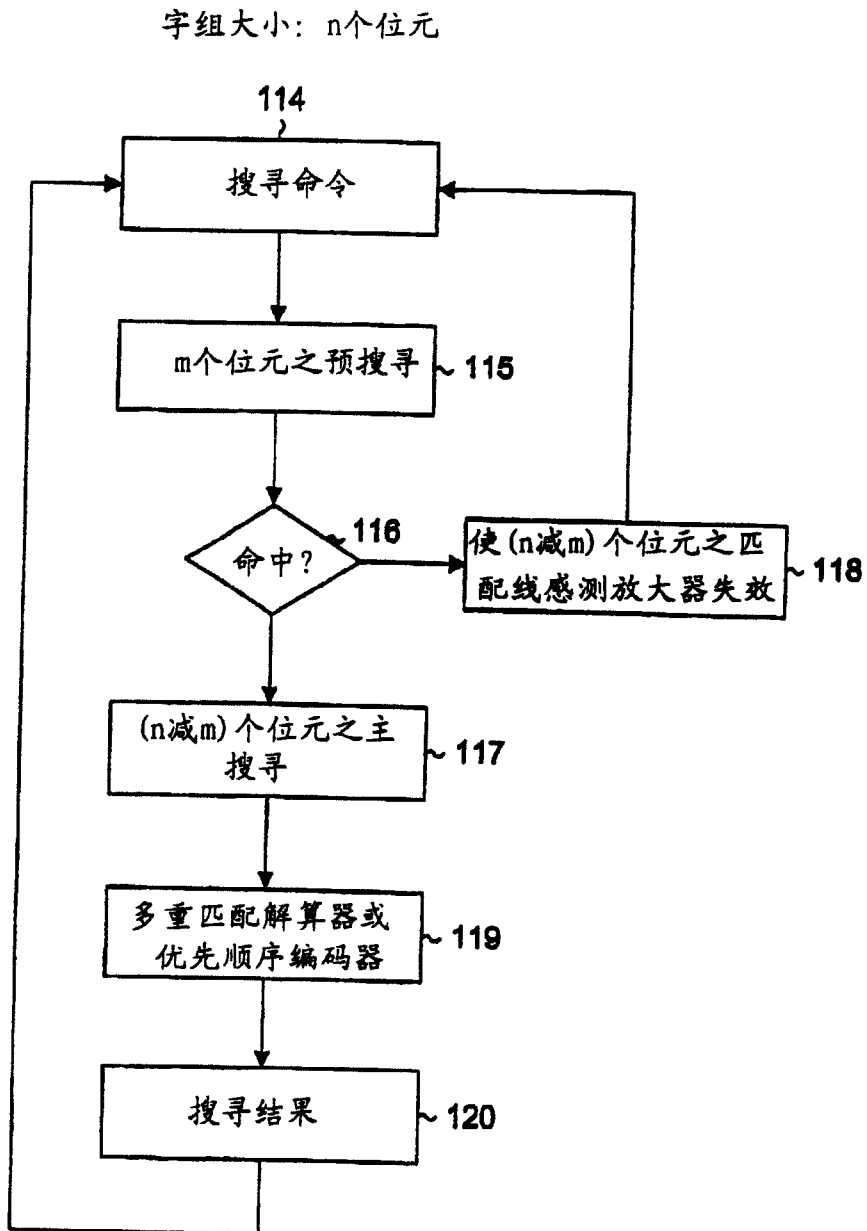 字组大小: n个位元
114
搜寻命令
m个位元之预搜寻
115
命中?
116
使(n减m)个位元之匹
配线感测放大器失效
118
(n减m)个位元之主
搜寻
117
多重匹配解算器或
优先顺序编码器
119
搜寻结果
120